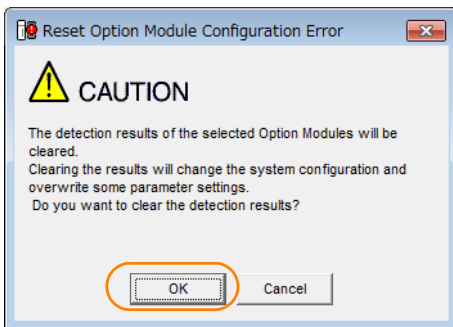 Reset Option Module Configuration Error
CAUTION
The detection results of the selected Option Modules will be
cleared.
Clearing the results will change the system configuration and
overwrite some parameter settings.
Do you want to clear the detection results?
OK Cancel